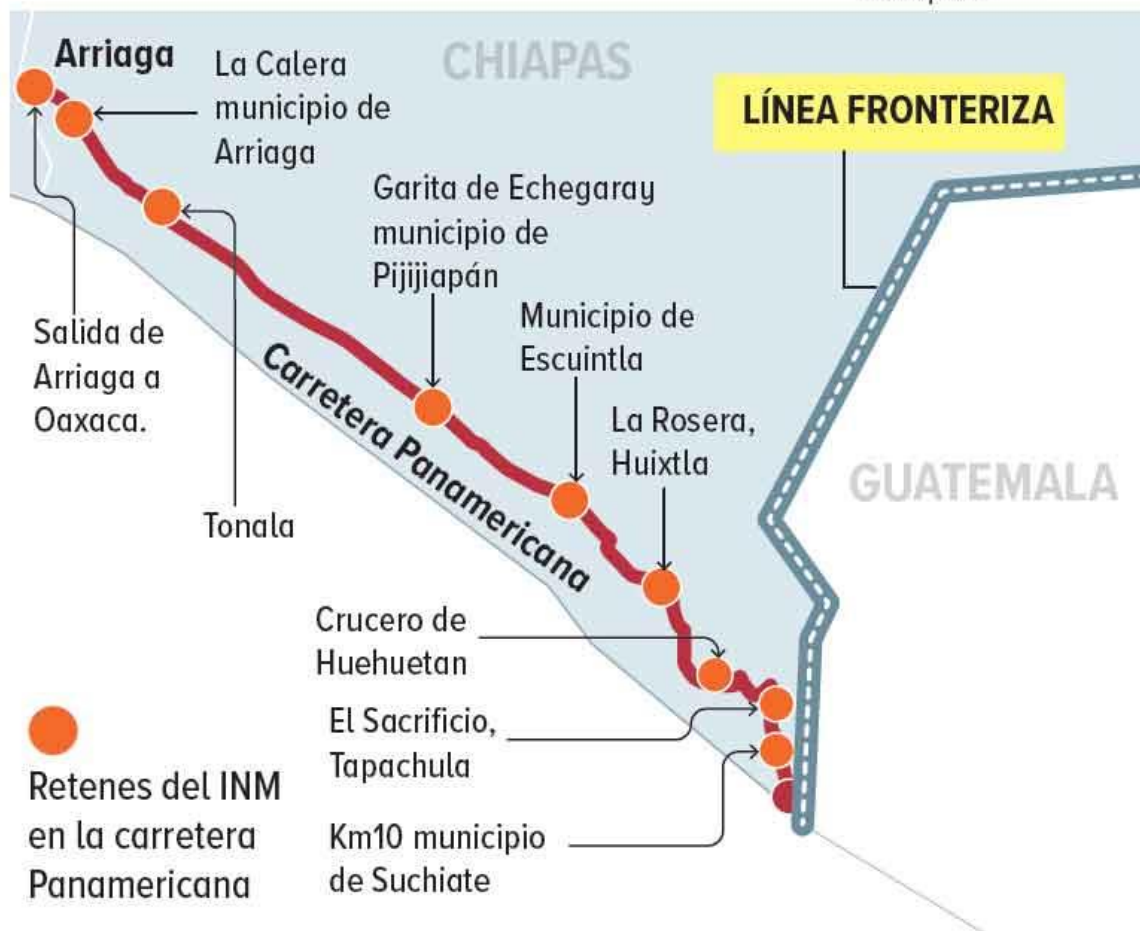 Arriaga
CHIAPAS
La Calera
municipio de
Arriaga
LÍNEA FRONTERIZA
Garita de Echegaray
municipio de
Pijijiapán
Municipio de
Escuintla
Salida de
Arriaga a
Oaxaca.
Carretera Panamericana
La Rosera,
Huixtla
GUATEMALA
Tonala
Crucero de
Huehuetan
El Sacrificio,
Tapachula
Retenes del INM
en la carretera
Panamericana
Km10 municipio
de Suchiate